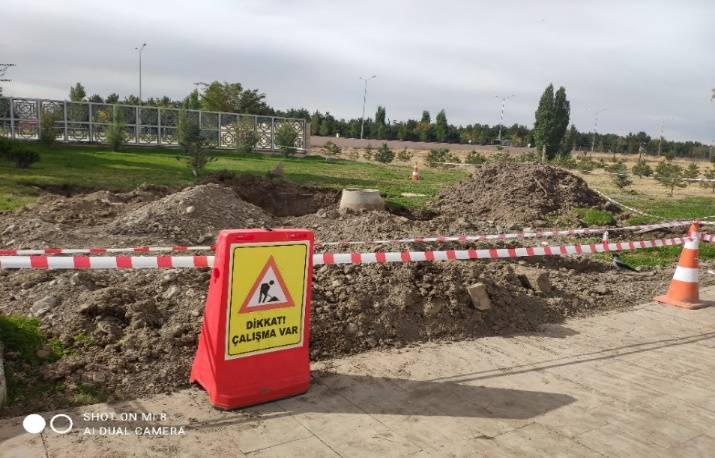 DİKKAT!
ÇALIŞMA VAR
SHOT ON MI 8
AI DUAL CAMERA